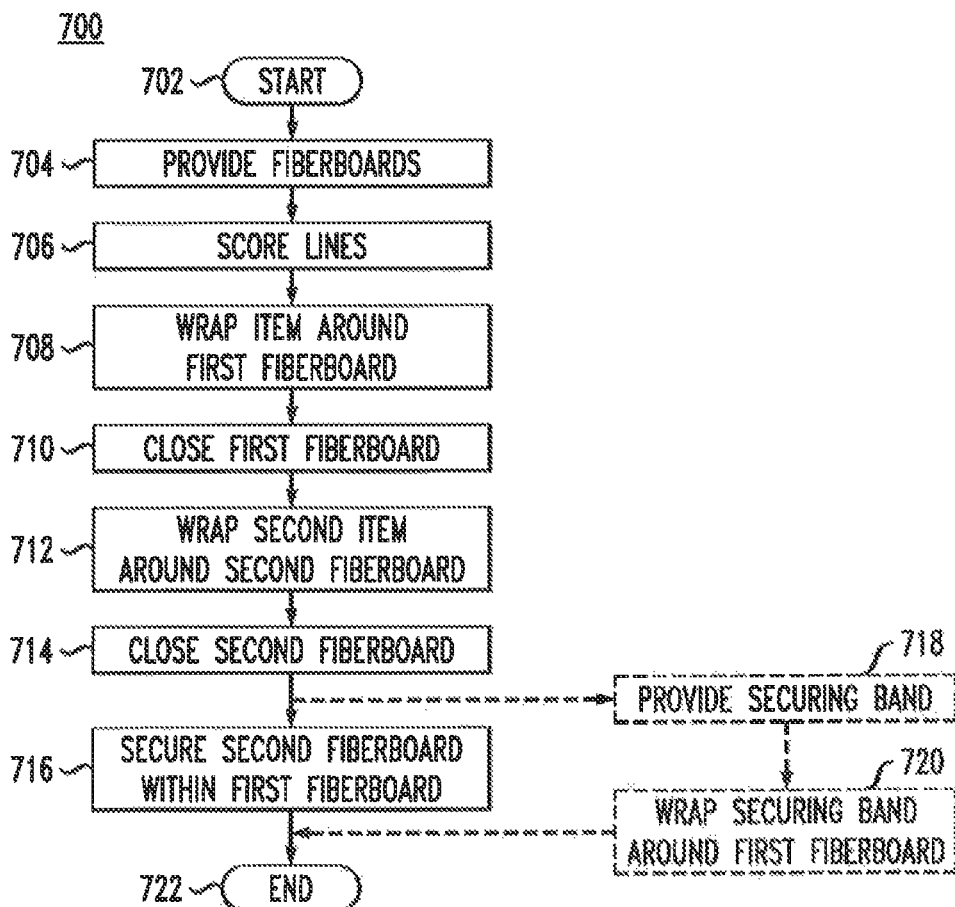 700
702 START
704 PROVIDE FIBERBOARDS
706 SCORE LINES
708 WRAP ITEM AROUND
FIRST FIBERBOARD
710 CLOSE FIRST FIBERBOARD
712 WRAP SECOND ITEM
AROUND SECOND FIBERBOARD
714 CLOSE SECOND FIBERBOARD
718
PROVIDE SECURING BAND
716 SECURE SECOND FIBERBOARD
WITHIN FIRST FIBERBOARD
720
WRAP SECURING BAND
AROUND FIRST FIBERBOARD
722 END